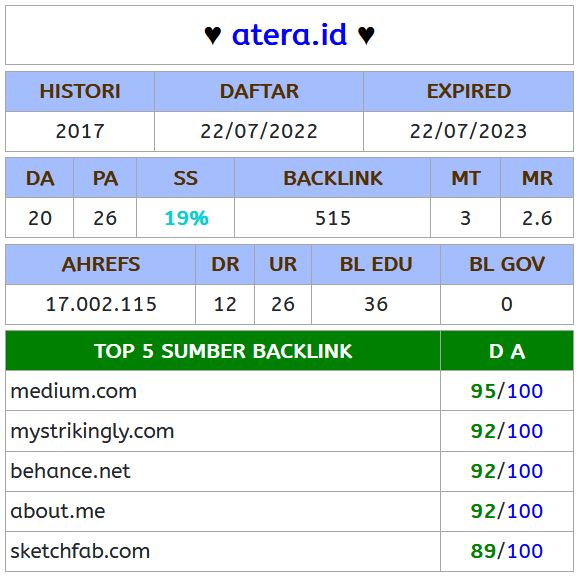 ♥ atera.id ♥
HISTORI DAFTAR EXPIRED
2017 22/07/2022 22/07/2023
DA PA SS BACKLINK MT MR
20 26 19% 515 3 2.6
AHREFS DR UR BL EDU BL GOV
17.002.115 12 26 36 0
TOP 5 SUMBER BACKLINK D A
medium.com 95/100
mystrikingly.com 92/100
behance.net 92/100
about.me 92/100
sketchfab.com 89/100